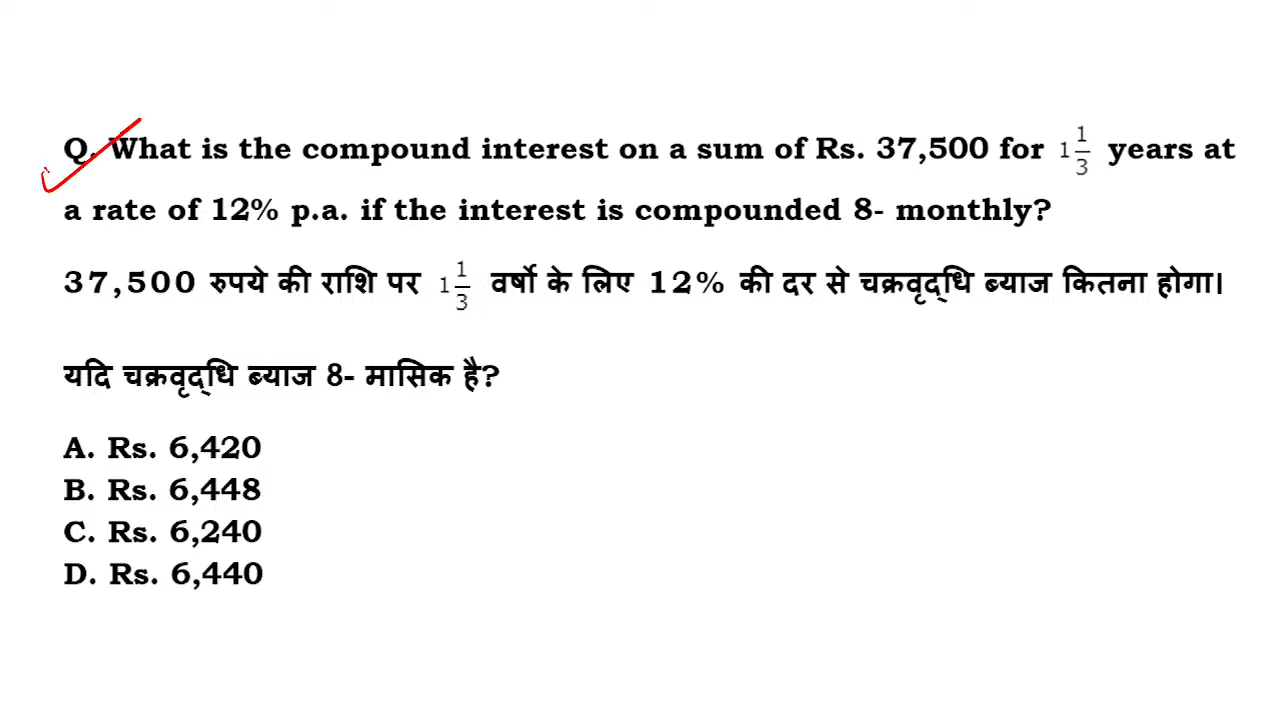 Q. What is the compound interest on a sum of Rs. 37,500 for 1 1/3 years at
a rate of 12% p.a. if the interest is compounded 8- monthly?
37,500 रुपये की राशि पर 1 1/3 वर्षो के लिए 12% की दर से चक्रवृद्धि ब्याज कितना होगा।
यदि चक्रवृद्धि ब्याज 8- मासिक है?
A. Rs. 6,420
B. Rs. 6,448
C. Rs. 6,240
D. Rs. 6,440